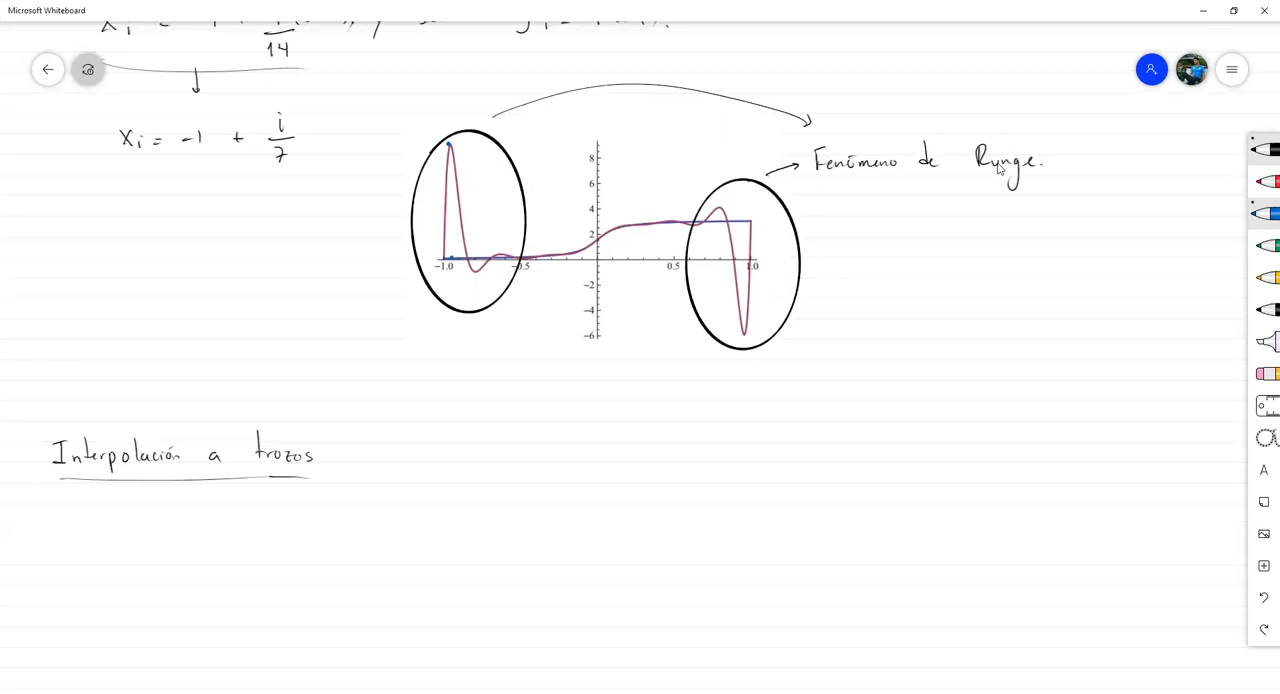 Microsoft Whiteboard
14
xi = -1 + i/7
Fenómeno de Runge.
8
6
4
2
-1.0 -0.5 0.5 1.0
-2
-4
-6
Interpolación a trozos
A